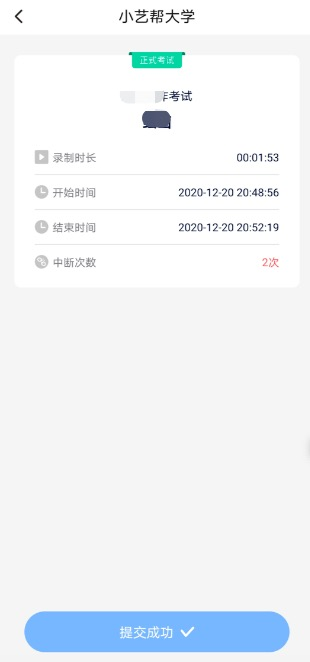 小艺帮大学
正式考试
考试
录制时长 00:01:53
开始时间 2020-12-20 20:48:56
结束时间 2020-12-20 20:52:19
中断次数 2次
提交成功